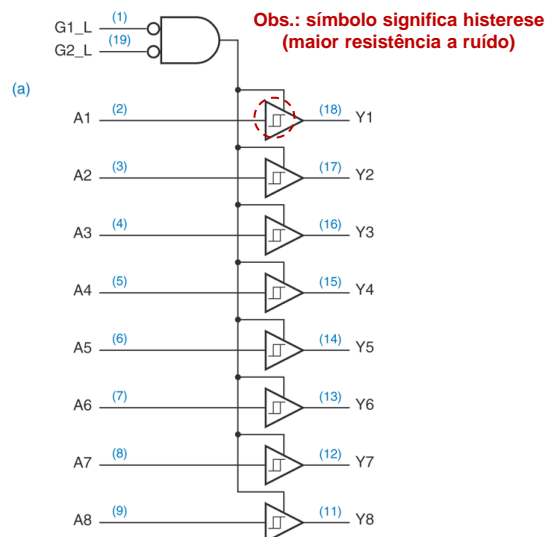 G1_L (1)
G2_L (19)
Obs.: símbolo significa histerese
(maior resistência a ruído)
(a)
A1 (2) (18) Y1
A2 (3) (17) Y2
A3 (4) (16) Y3
A4 (5) (15) Y4
A5 (6) (14) Y5
A6 (7) (13) Y6
A7 (8) (12) Y7
A8 (9) (11) Y8